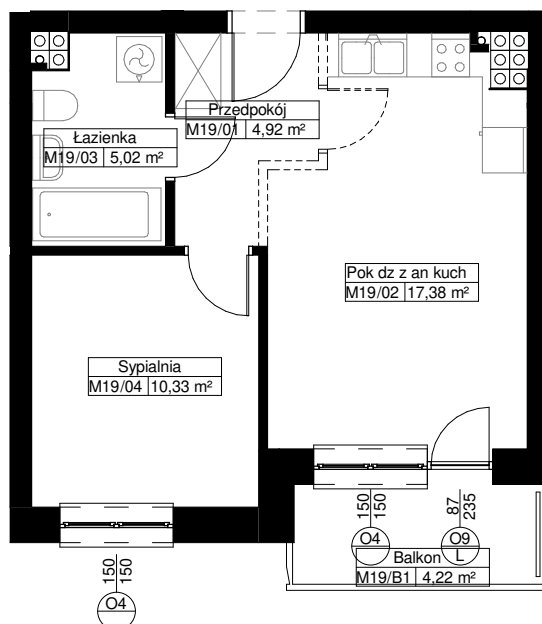 Przedpokój
M19/01 4,92 m²
Łazienka
M19/03 5,02 m²
Pok dz z an kuch
M19/02 17,38 m²
Sypialnia
M19/04 10,33 m²
150
150
O4
87
235
O9
L
Balkon
M19/B1 4,22 m²
150
150
O4